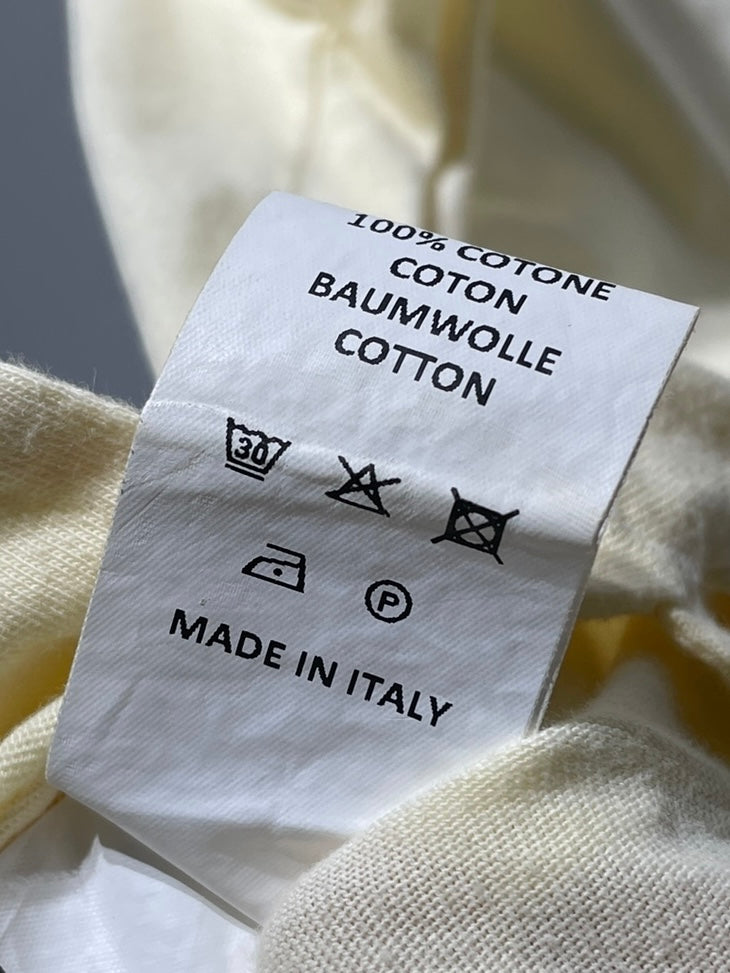 100% COTONE
COTON
BAUMWOLLE
COTTON
30
P
MADE IN ITALY